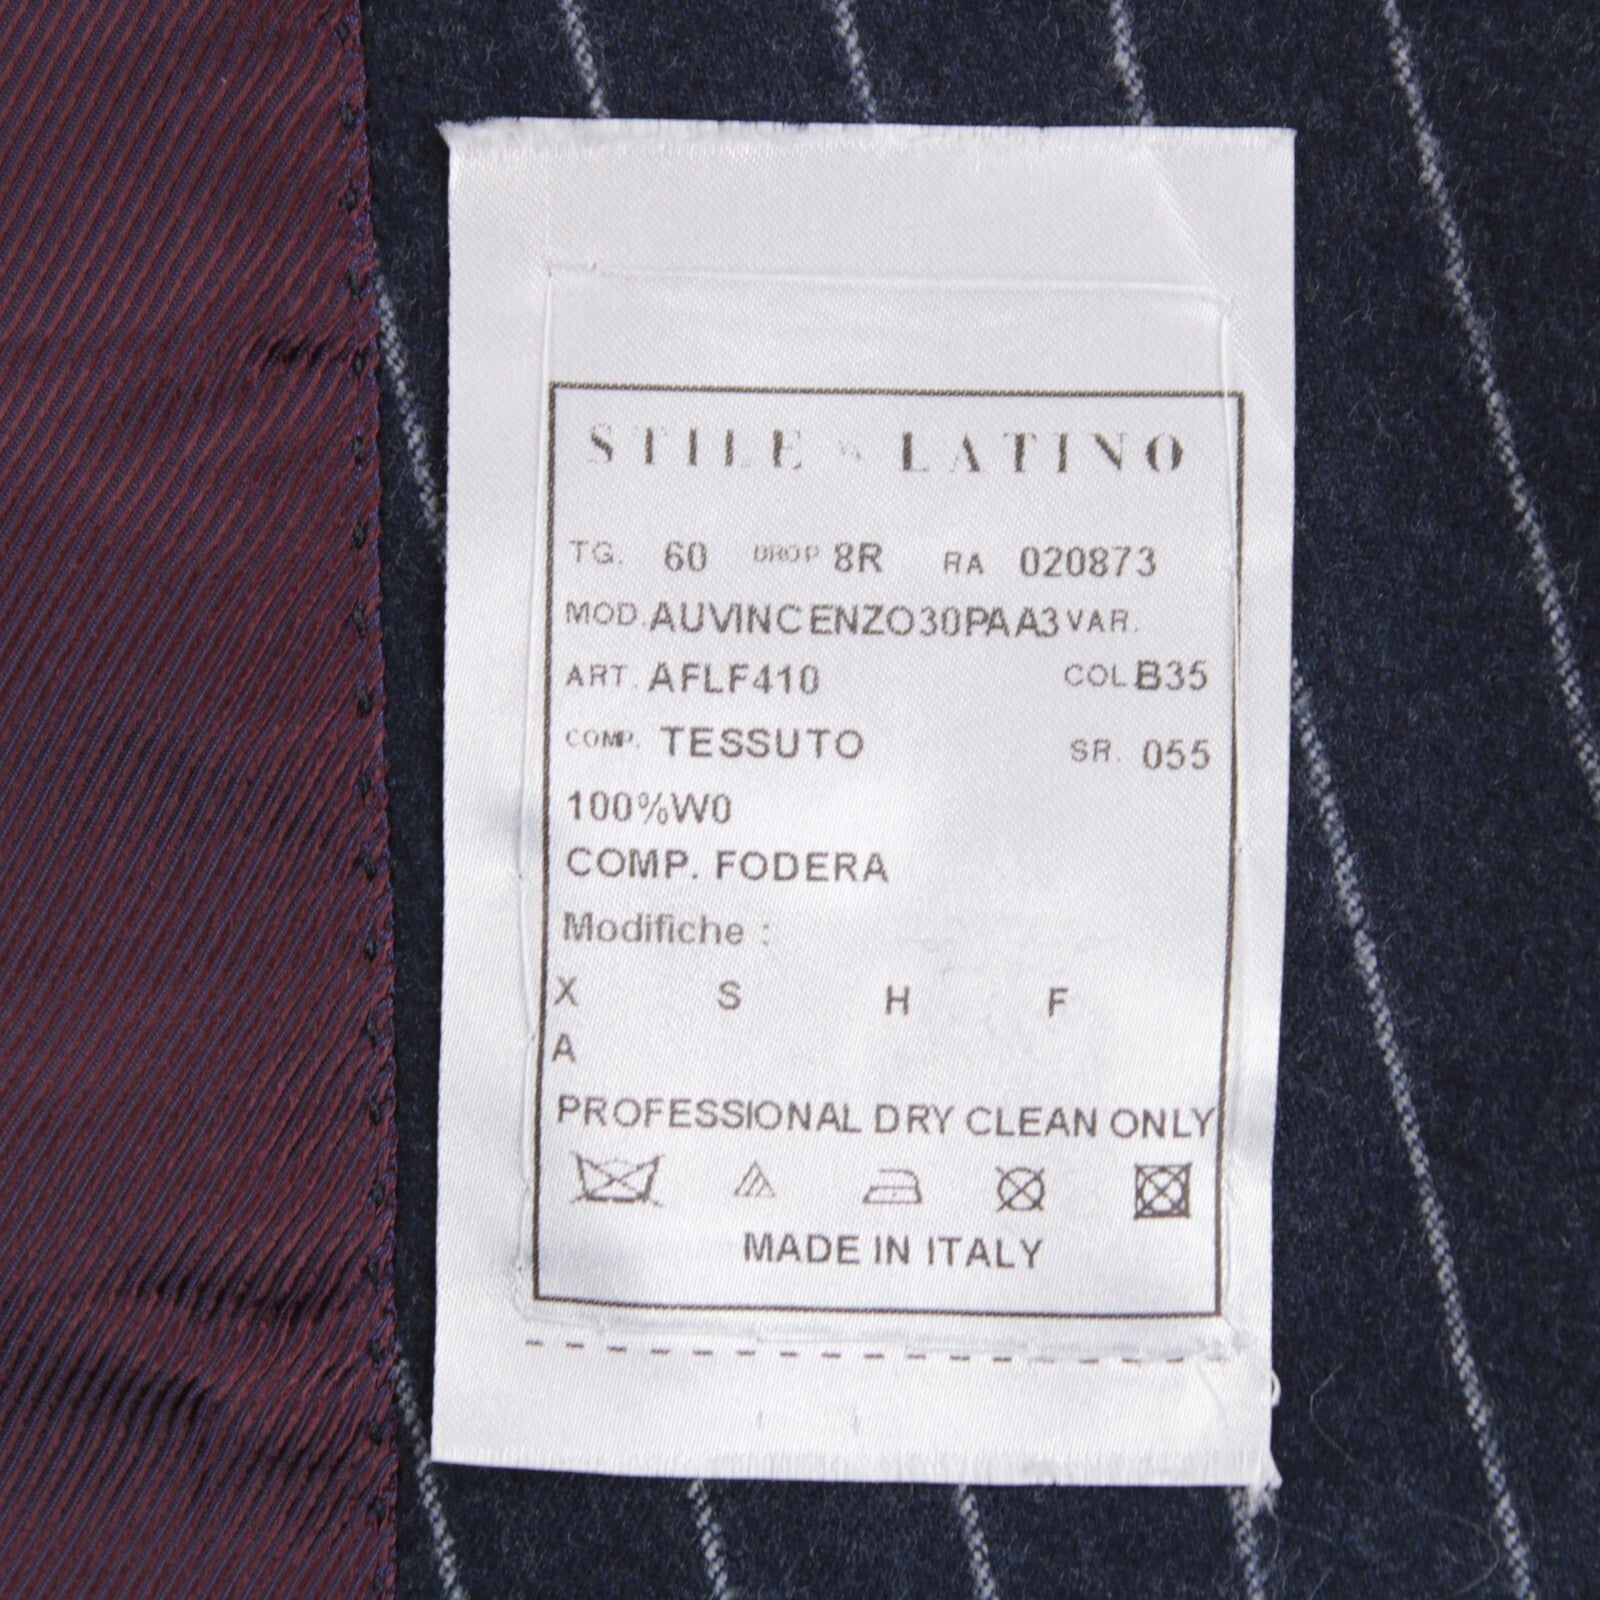 STILE LATINO
TG. 60 DROP 8R RA 020873
MOD. AUVINCENZO30PAA3 VAR.
ART. AFLF410 COL B35
COMP. TESSUTO SR. 055
100%W0
COMP. FODERA
Modifiche :
X S H F
A
PROFESSIONAL DRY CLEAN ONLY
MADE IN ITALY